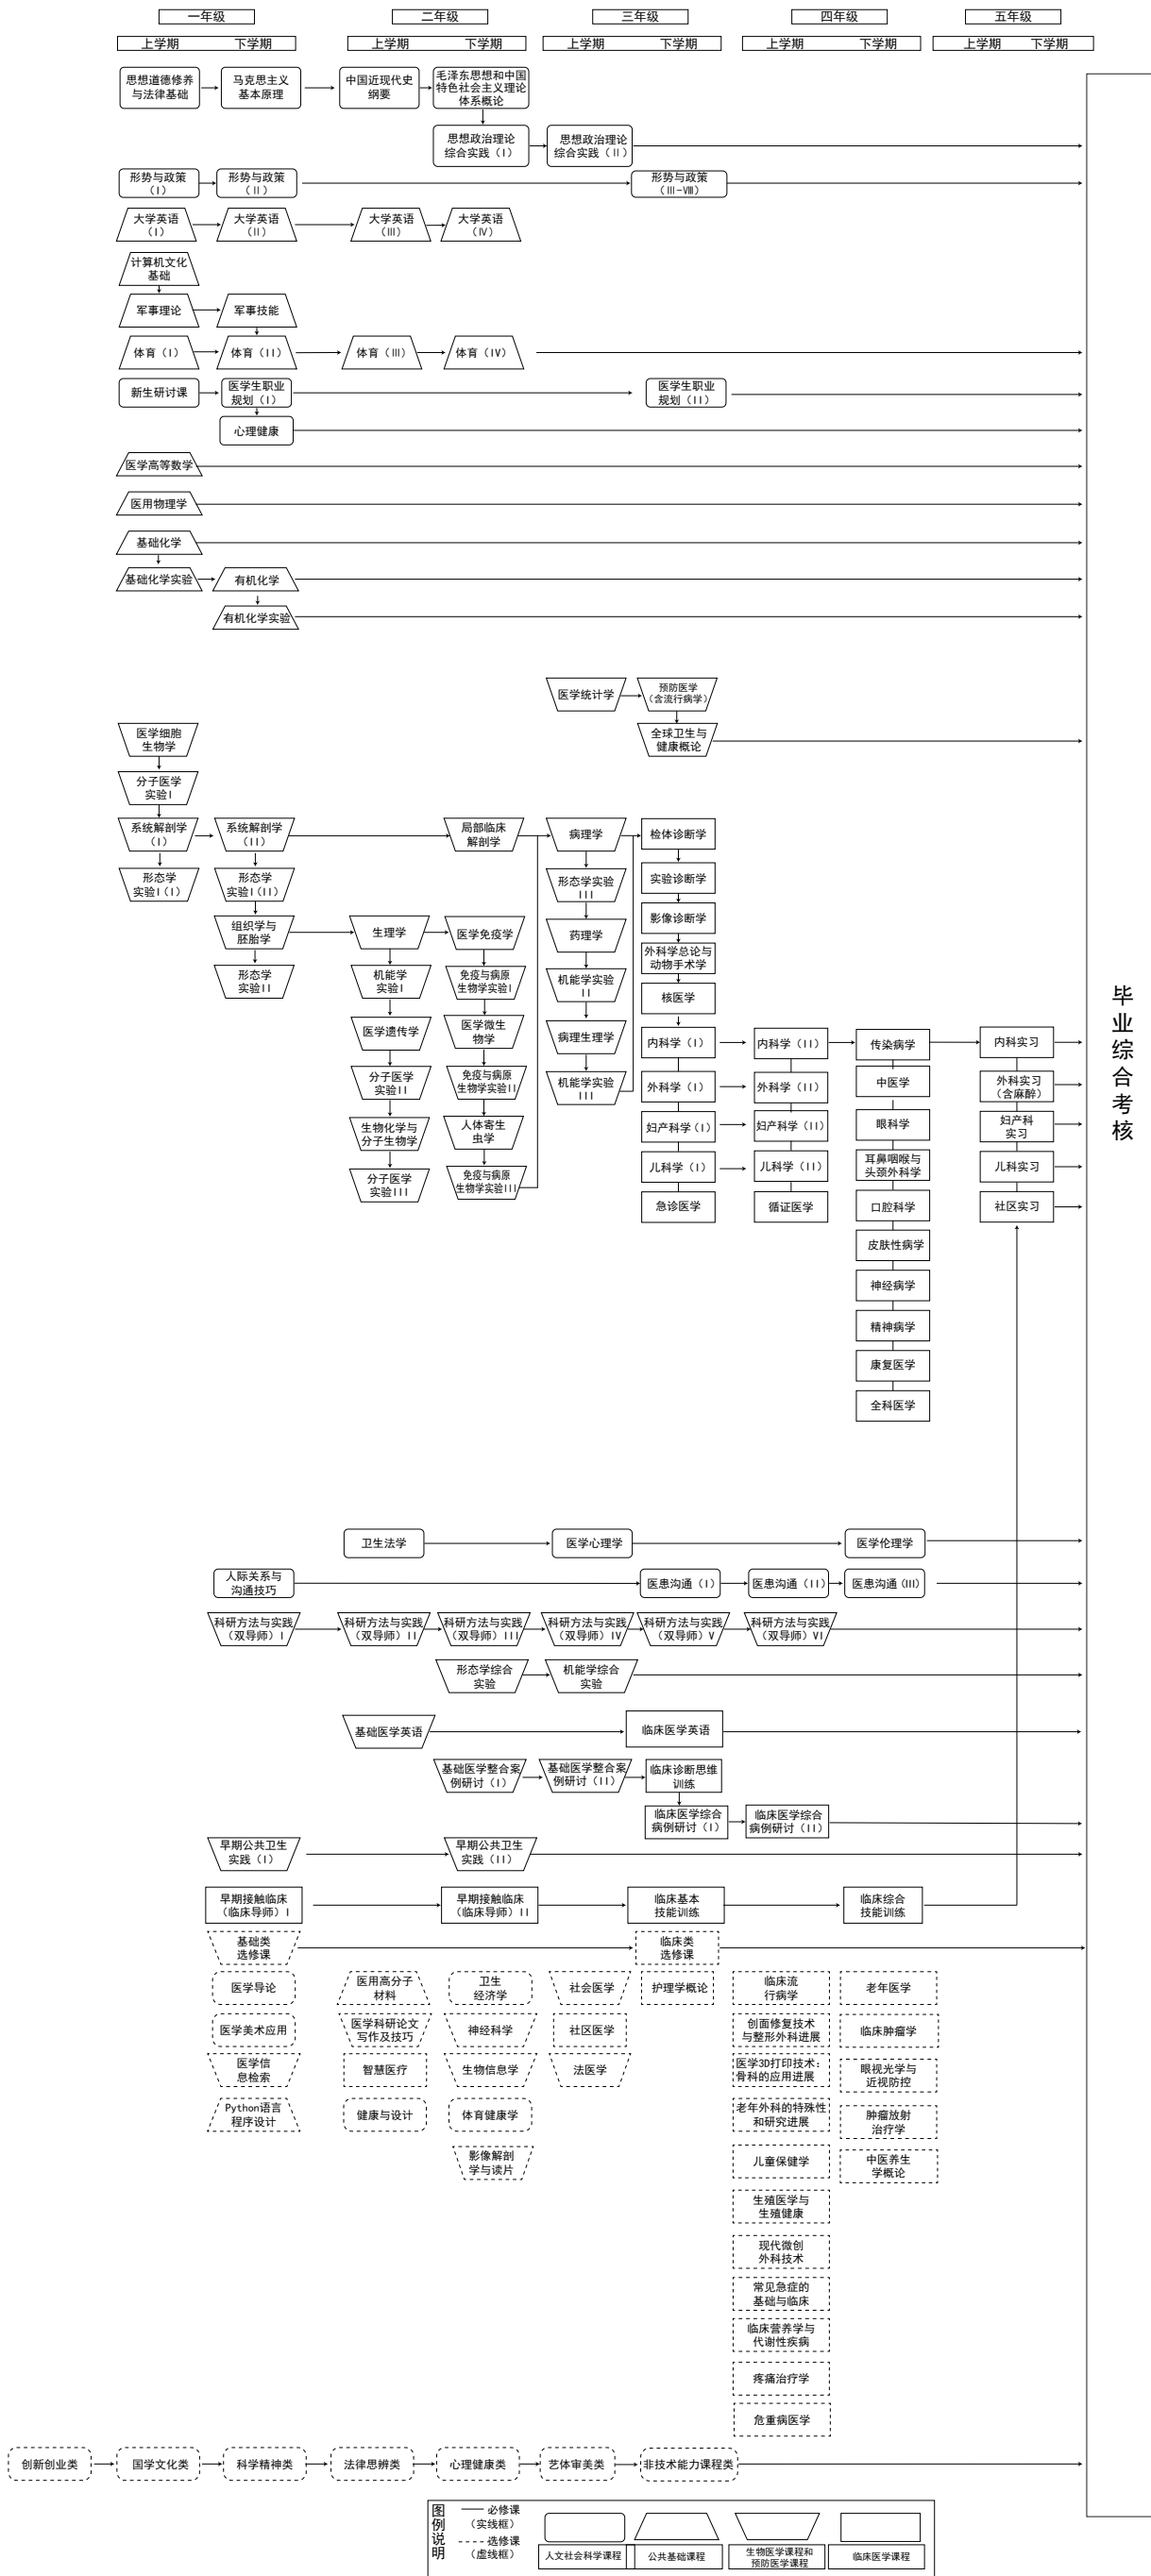 一年级
二年级
三年级
四年级
五年级
上学期 下学期
上学期 下学期
上学期 下学期
上学期 下学期
上学期 下学期
思想道德修养
与法律基础
马克思主义
基本原理
中国近现代史
纲要
毛泽东思想和中国
特色社会主义理论
体系概论
思想政治理论
综合实践（I）
思想政治理论
综合实践（II）
形势与政策
（I）
形势与政策
（II）
形势与政策
（III-VIII）
大学英语
（I）
大学英语
（II）
大学英语
（III）
大学英语
（IV）
计算机文化
基础
军事理论
军事技能
体育（I）
体育（II）
体育（III）
体育（IV）
新生研讨课
医学生职业
规划（I）
医学生职业
规划（II）
心理健康
医学高等数学
医用物理学
基础化学
基础化学实验
有机化学
有机化学实验
医学统计学
预防医学
（含流行病学）
全球卫生与
健康概论
医学细胞
生物学
分子医学
实验I
系统解剖学
（I）
系统解剖学
（II）
局部临床
解剖学
病理学
检体诊断学
形态学
实验I（I）
形态学
实验I（II）
形态学实验
III
实验诊断学
组织学与
胚胎学
生理学
医学免疫学
药理学
影像诊断学
外科学总论与
动物手术学
形态学
实验II
机能学
实验I
免疫与病原
生物学实验I
机能学实验
II
核医学
医学遗传学
医学微生
物学
病理生理学
内科学（I）
内科学（II）
传染病学
内科实习
分子医学
实验II
免疫与病原
生物学实验II
机能学实验
III
外科学（I）
外科学（II）
中医学
外科实习
（含麻醉）
生物化学与
分子生物学
人体寄生
虫学
妇产科学（I）
妇产科学（II）
眼科学
妇产科
实习
分子医学
实验III
免疫与病原
生物学实验III
儿科学（I）
儿科学（II）
耳鼻咽喉与
头颈外科学
儿科实习
急诊医学
循证医学
口腔科学
社区实习
皮肤性病学
神经病学
精神病学
康复医学
全科医学
毕业综合考核
卫生法学
医学心理学
医学伦理学
人际关系与
沟通技巧
医患沟通（I）
医患沟通（II）
医患沟通（III）
科研方法与实践
（双导师）I
科研方法与实践
（双导师）II
科研方法与实践
（双导师）III
科研方法与实践
（双导师）IV
科研方法与实践
（双导师）V
科研方法与实践
（双导师）VI
形态学综合
实验
机能学综合
实验
基础医学英语
临床医学英语
基础医学整合案
例研讨（I）
基础医学整合案
例研讨（II）
临床诊断思维
训练
临床医学综合
病例研讨（I）
临床医学综合
病例研讨（II）
早期公共卫生
实践（I）
早期公共卫生
实践（II）
早期接触临床
（临床导师）I
早期接触临床
（临床导师）II
临床基本
技能训练
临床综合
技能训练
基础类
选修课
临床类
选修课
医学导论
医用高分子
材料
卫生
经济学
社会医学
护理学概论
临床流
行病学
老年医学
医学美术应用
医学科研论文
写作及技巧
神经科学
社区医学
创面修复技术
与整形外科进展
临床肿瘤学
医学信
息检索
智慧医疗
生物信息学
法医学
医学3D打印技术：
骨科的应用进展
眼视光学与
近视防控
Python语言
程序设计
健康与设计
体育健康学
老年外科的特殊性
和研究进展
肿瘤放射
治疗学
影像解剖
学与读片
儿童保健学
中医养生
学概论
生殖医学与
生殖健康
现代微创
外科技术
常见急症的
基础与临床
临床营养学与
代谢性疾病
疼痛治疗学
危重病医学
创新创业类
国学文化类
科学精神类
法律思辨类
心理健康类
艺体审美类
非技术能力课程类
图例说明
必修课
（实线框）
选修课
（虚线框）
人文社会科学课程
公共基础课程
生物医学课程和
预防医学课程
临床医学课程